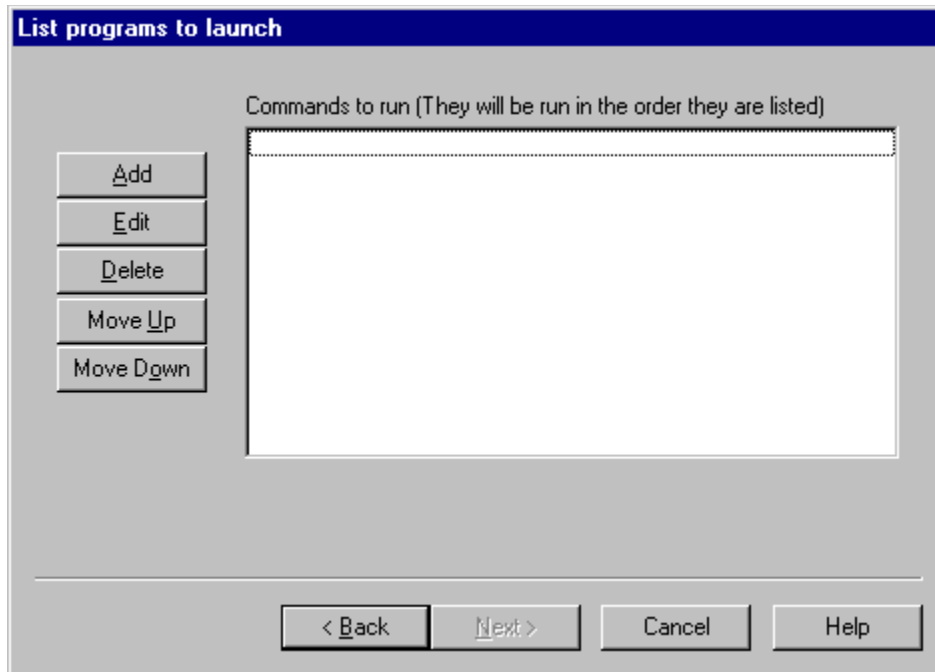 List programs to launch
Commands to run (They will be run in the order they are listed)
Add
Edit
Delete
Move Up
Move Down
< Back
Next >
Cancel
Help